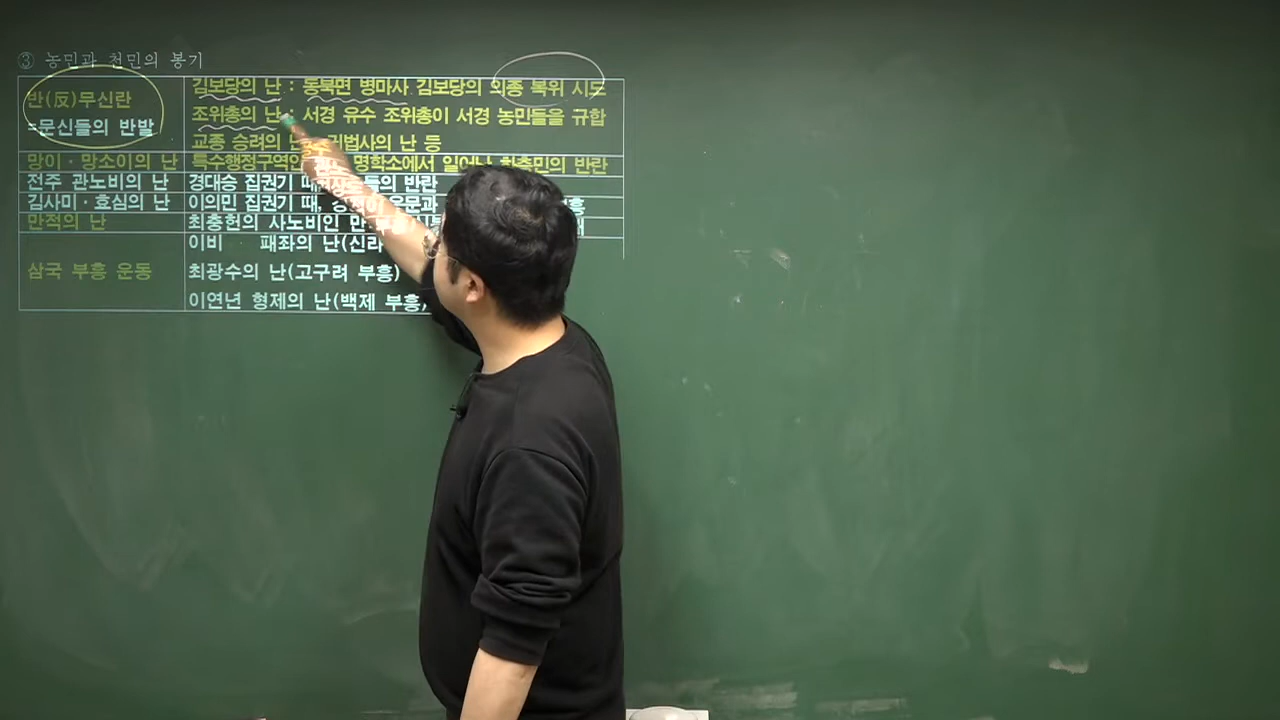 ③ 농민과 천민의 봉기
반(反)무신란
=문신들의 반발
김보당의 난 : 동북면 병마사 김보당의 의종 복위 시도
조위총의 난 : 서경 유수 조위총이 서경 농민들을 규합
교종 승려의 난 귀법사의 난 등
망이·망소이의 난
특수행정구역인 명학소에서 일어난 하층민의 반란
전주 관노비의 난
경대승 집권기 때 들의 반란
김사미·효심의 난
이의민 집권기 때, 운문과
만적의 난
최충헌의 사노비인 만
삼국 부흥 운동
이비 패좌의 난(신라
최광수의 난(고구려 부흥)
이연년 형제의 난(백제 부흥)